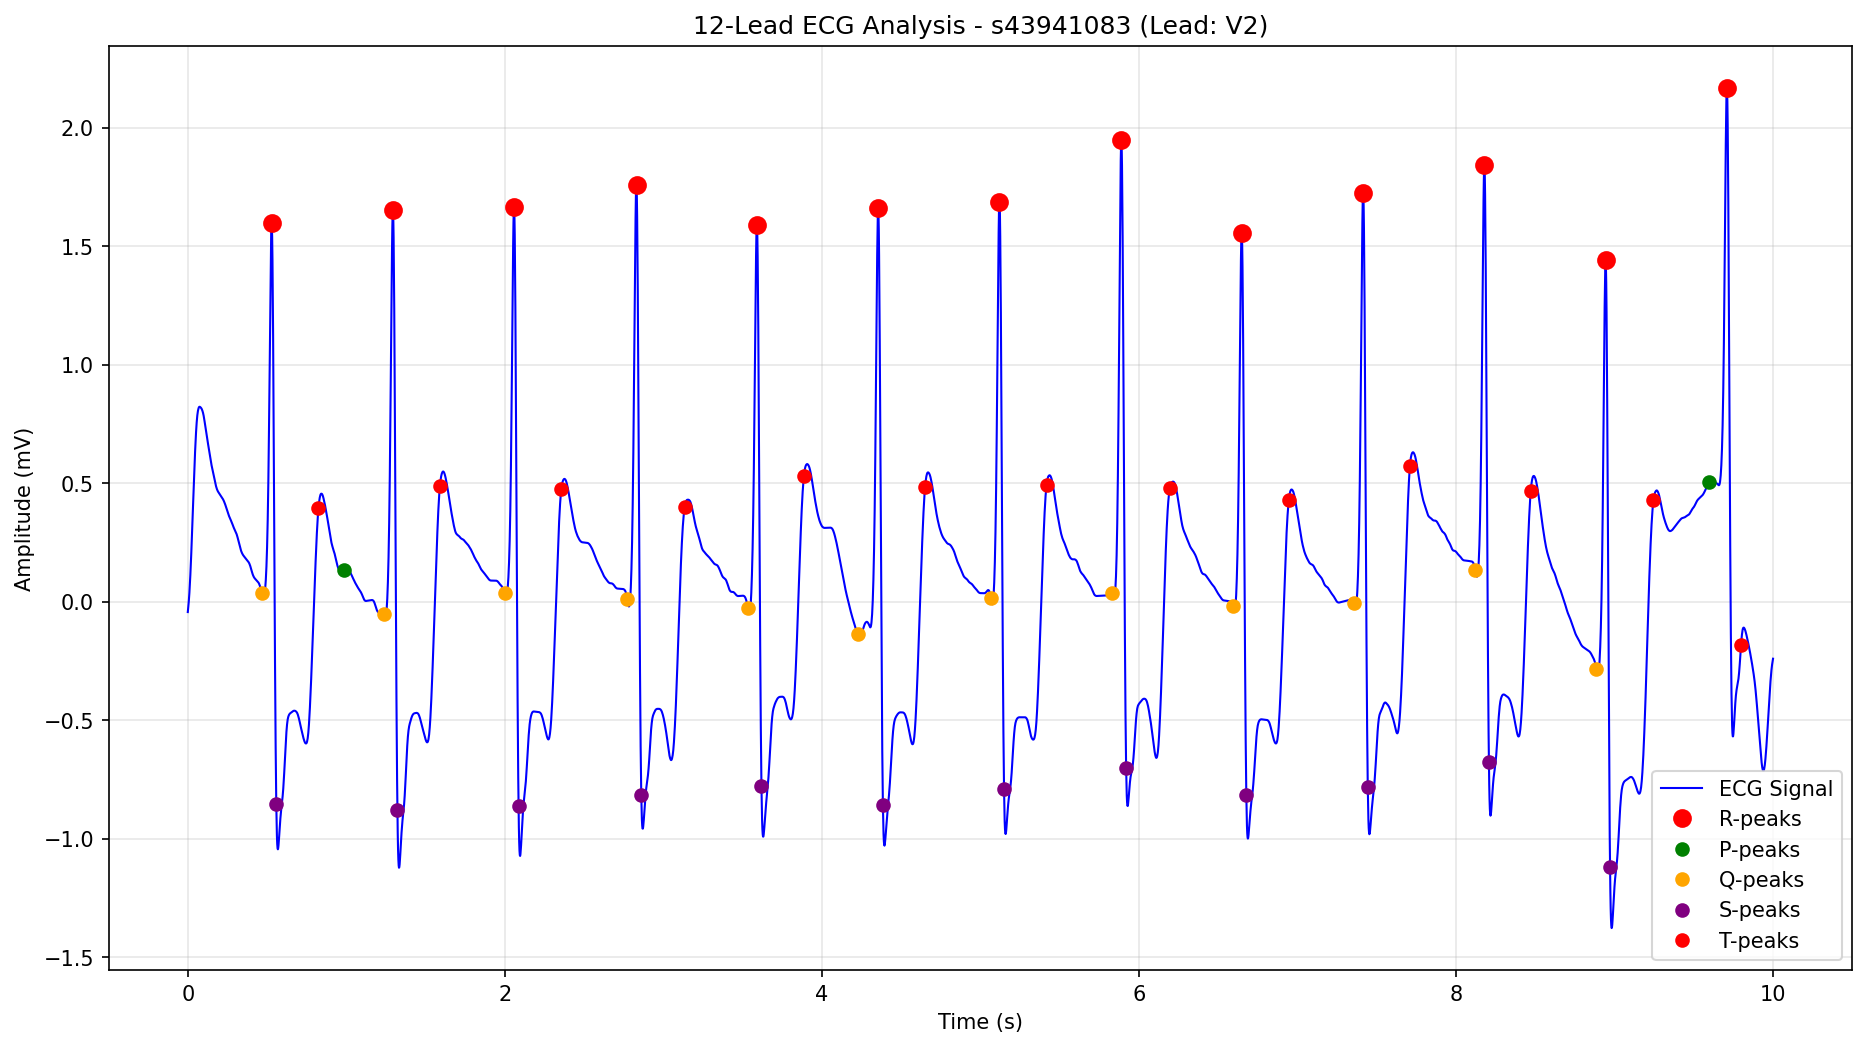 12-Lead ECG Analysis - s43941083 (Lead: V2)
Amplitude (mV)
2.0
1.5
1.0
0.5
0.0
−0.5
−1.0
−1.5
0 2 4 6 8 10
Time (s)
ECG Signal
R-peaks
P-peaks
Q-peaks
S-peaks
T-peaks